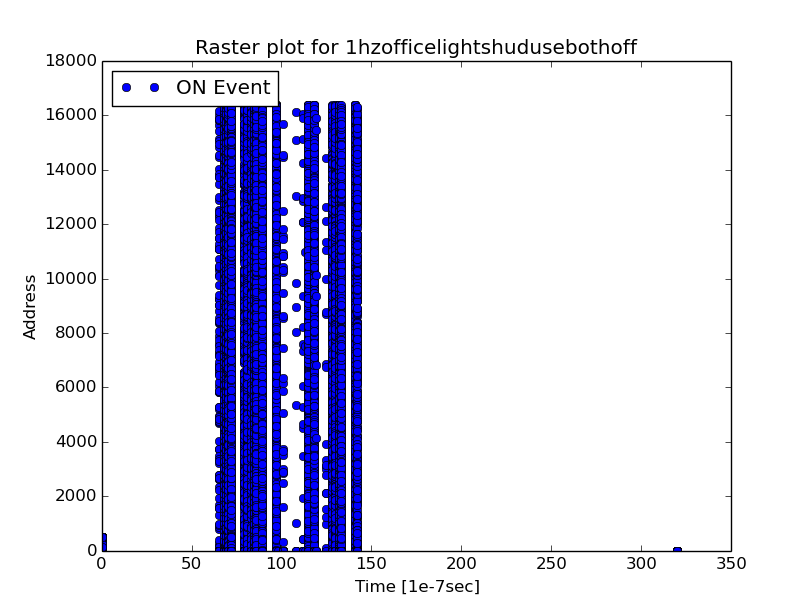 Raster plot for 1hzofficelightshudusebothoff
18000
16000
14000
12000
10000
8000
6000
4000
2000
0
Address
ON Event
0 50 100 150 200 250 300 350
Time [1e-7sec]